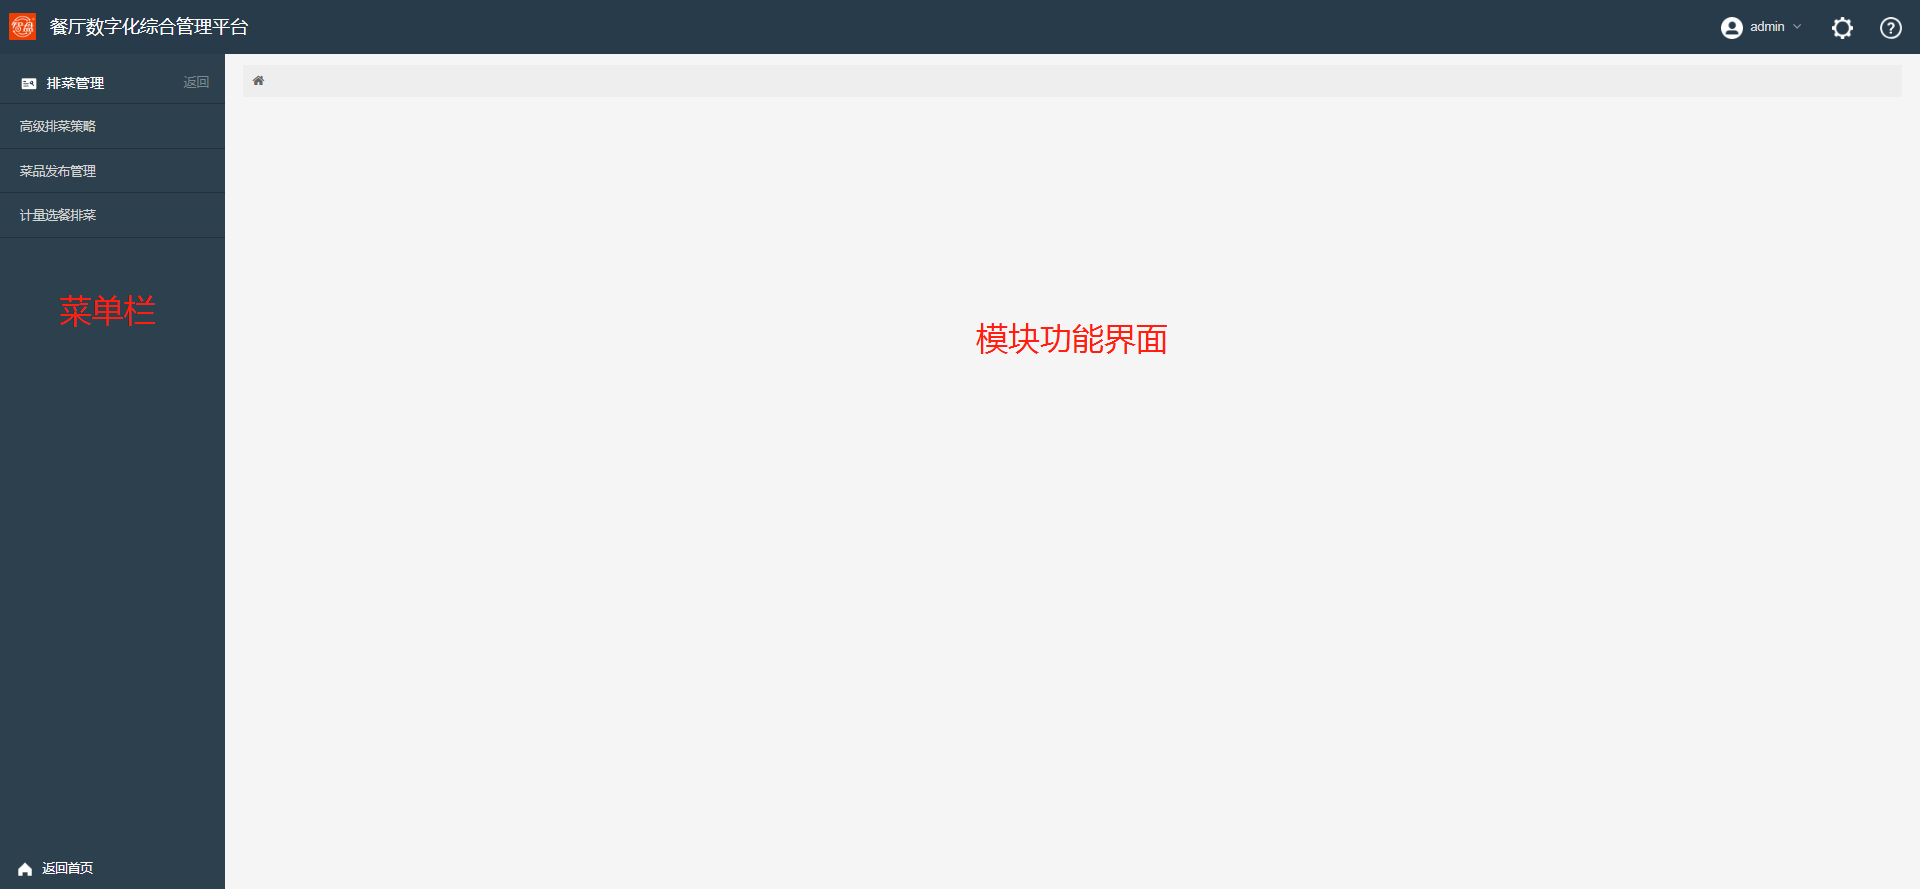 餐厅数字化综合管理平台
admin
排菜管理
返回
高级排菜策略
菜品发布管理
计量选餐排菜
菜单栏
模块功能界面
返回首页